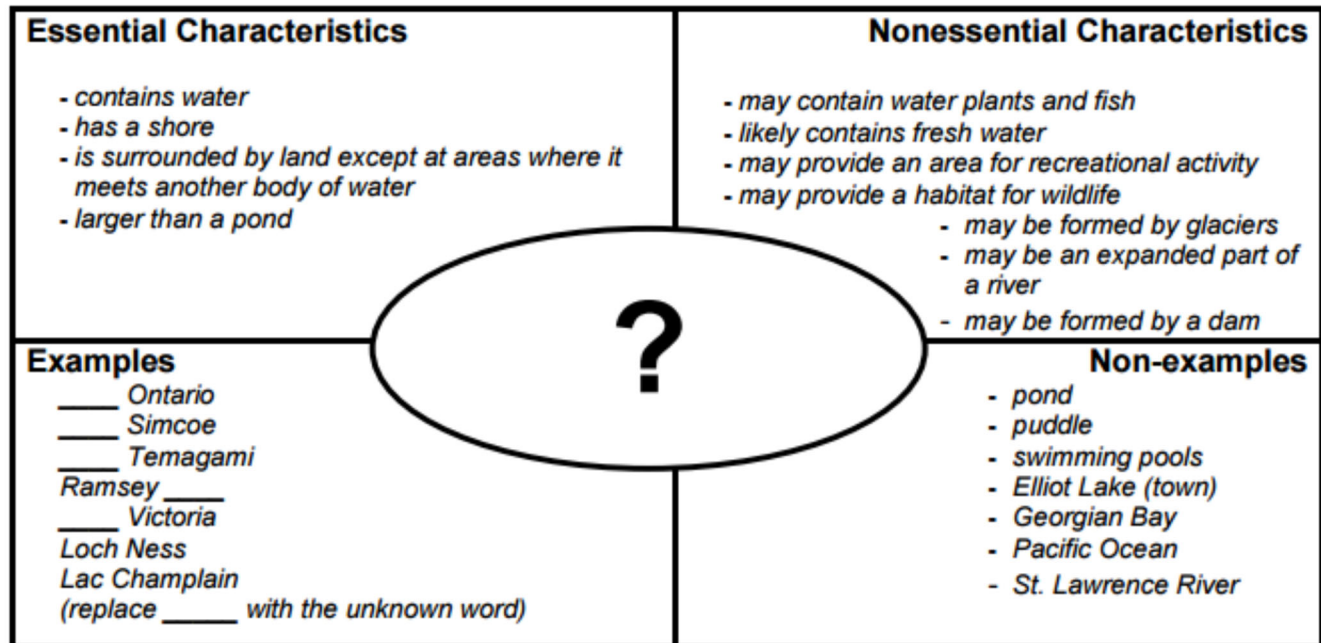 Essential Characteristics
- contains water
- has a shore
- is surrounded by land except at areas where it
meets another body of water
- larger than a pond
Nonessential Characteristics
- may contain water plants and fish
- likely contains fresh water
- may provide an area for recreational activity
- may provide a habitat for wildlife
- may be formed by glaciers
- may be an expanded part of
a river
- may be formed by a dam
?
Examples
____ Ontario
____ Simcoe
____ Temagami
Ramsey ____
____ Victoria
Loch Ness
Lac Champlain
(replace _____ with the unknown word)
Non-examples
- pond
- puddle
- swimming pools
- Elliot Lake (town)
- Georgian Bay
- Pacific Ocean
- St. Lawrence River